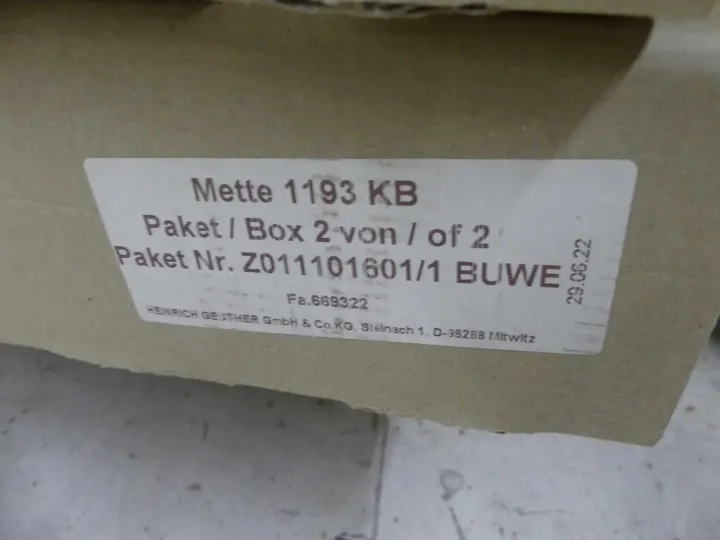 Mette 1193 KB
Paket / Box 2 von / of 2
Paket Nr. Z011101601/1 BUWE
Fa.669322
HEINRICH GEUTHER GmbH & Co.KG, Steinach 1, D-96268 Mitwitz
29.06.22